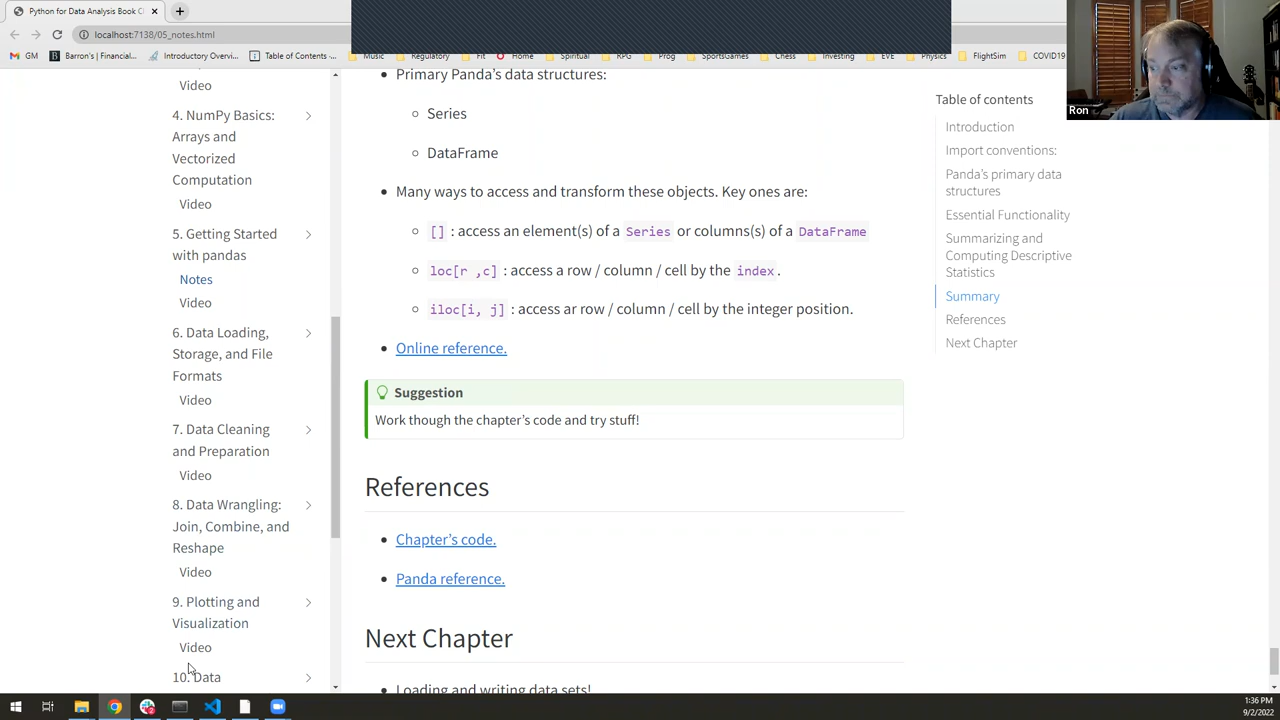 Python for Data Analysis Book Cl
localhost:7138/05_notes.html
GM
Barron's | Financial...
Introductory Overvi...
Table of Contents
Music
Fit
Home
RPG
SportsGames
Chess
EVE
Physics
FlightSim
COVID19
Ron
Video
4. NumPy Basics:
Arrays and
Vectorized
Computation
Video
5. Getting Started
with pandas
Notes
Video
6. Data Loading,
Storage, and File
Formats
Video
7. Data Cleaning
and Preparation
Video
8. Data Wrangling:
Join, Combine, and
Reshape
Video
9. Plotting and
Visualization
Video
10. Data
Primary Panda's data structures:
Series
DataFrame
Many ways to access and transform these objects. Key ones are:
[] : access an element(s) of a Series or columns(s) of a DataFrame
loc[r ,c] : access a row / column / cell by the index.
iloc[i, j] : access ar row / column / cell by the integer position.
Online reference.
Suggestion
Work though the chapter's code and try stuff!
References
Chapter's code.
Panda reference.
Next Chapter
Loading and writing data sets!
Table of contents
Introduction
Import conventions:
Panda's primary data
structures
Essential Functionality
Summarizing and
Computing Descriptive
Statistics
Summary
References
Next Chapter
1:36 PM
9/2/2022